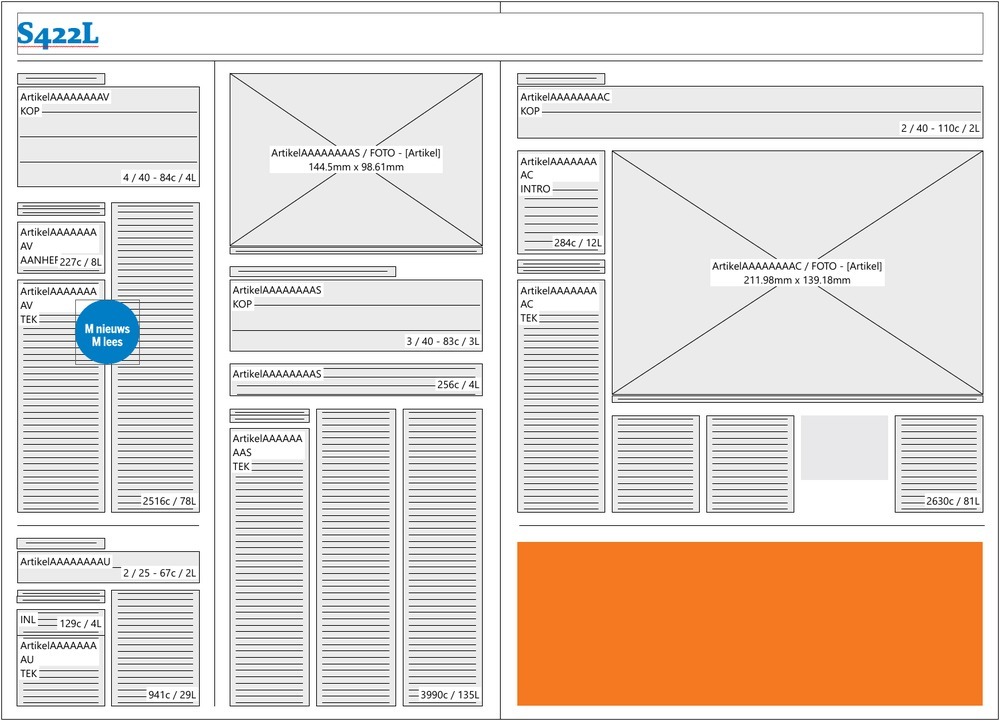 S422L
ArtikelAAAAAAAAV
KOP
4 / 40 - 84c / 4L
ArtikelAAAAAAA
AV
AANHEF 227c / 8L
ArtikelAAAAAAA
AV
TEK
M nieuws
M lees
2516c / 78L
ArtikelAAAAAAAAU
2 / 25 - 67c / 2L
INL 129c / 4L
ArtikelAAAAAAA
AU
TEK
941c / 29L
ArtikelAAAAAAAAS / FOTO - [Artikel]
144.5mm x 98.61mm
ArtikelAAAAAAAAS
KOP
3 / 40 - 83c / 3L
ArtikelAAAAAAAAS
256c / 4L
ArtikelAAAAAA
AAS
TEK
3990c / 135L
ArtikelAAAAAAAAC
KOP
2 / 40 - 110c / 2L
ArtikelAAAAAAA
AC
INTRO
284c / 12L
ArtikelAAAAAAAAC / FOTO - [Artikel]
211.98mm x 139.18mm
ArtikelAAAAAAA
AC
TEK
2630c / 81L